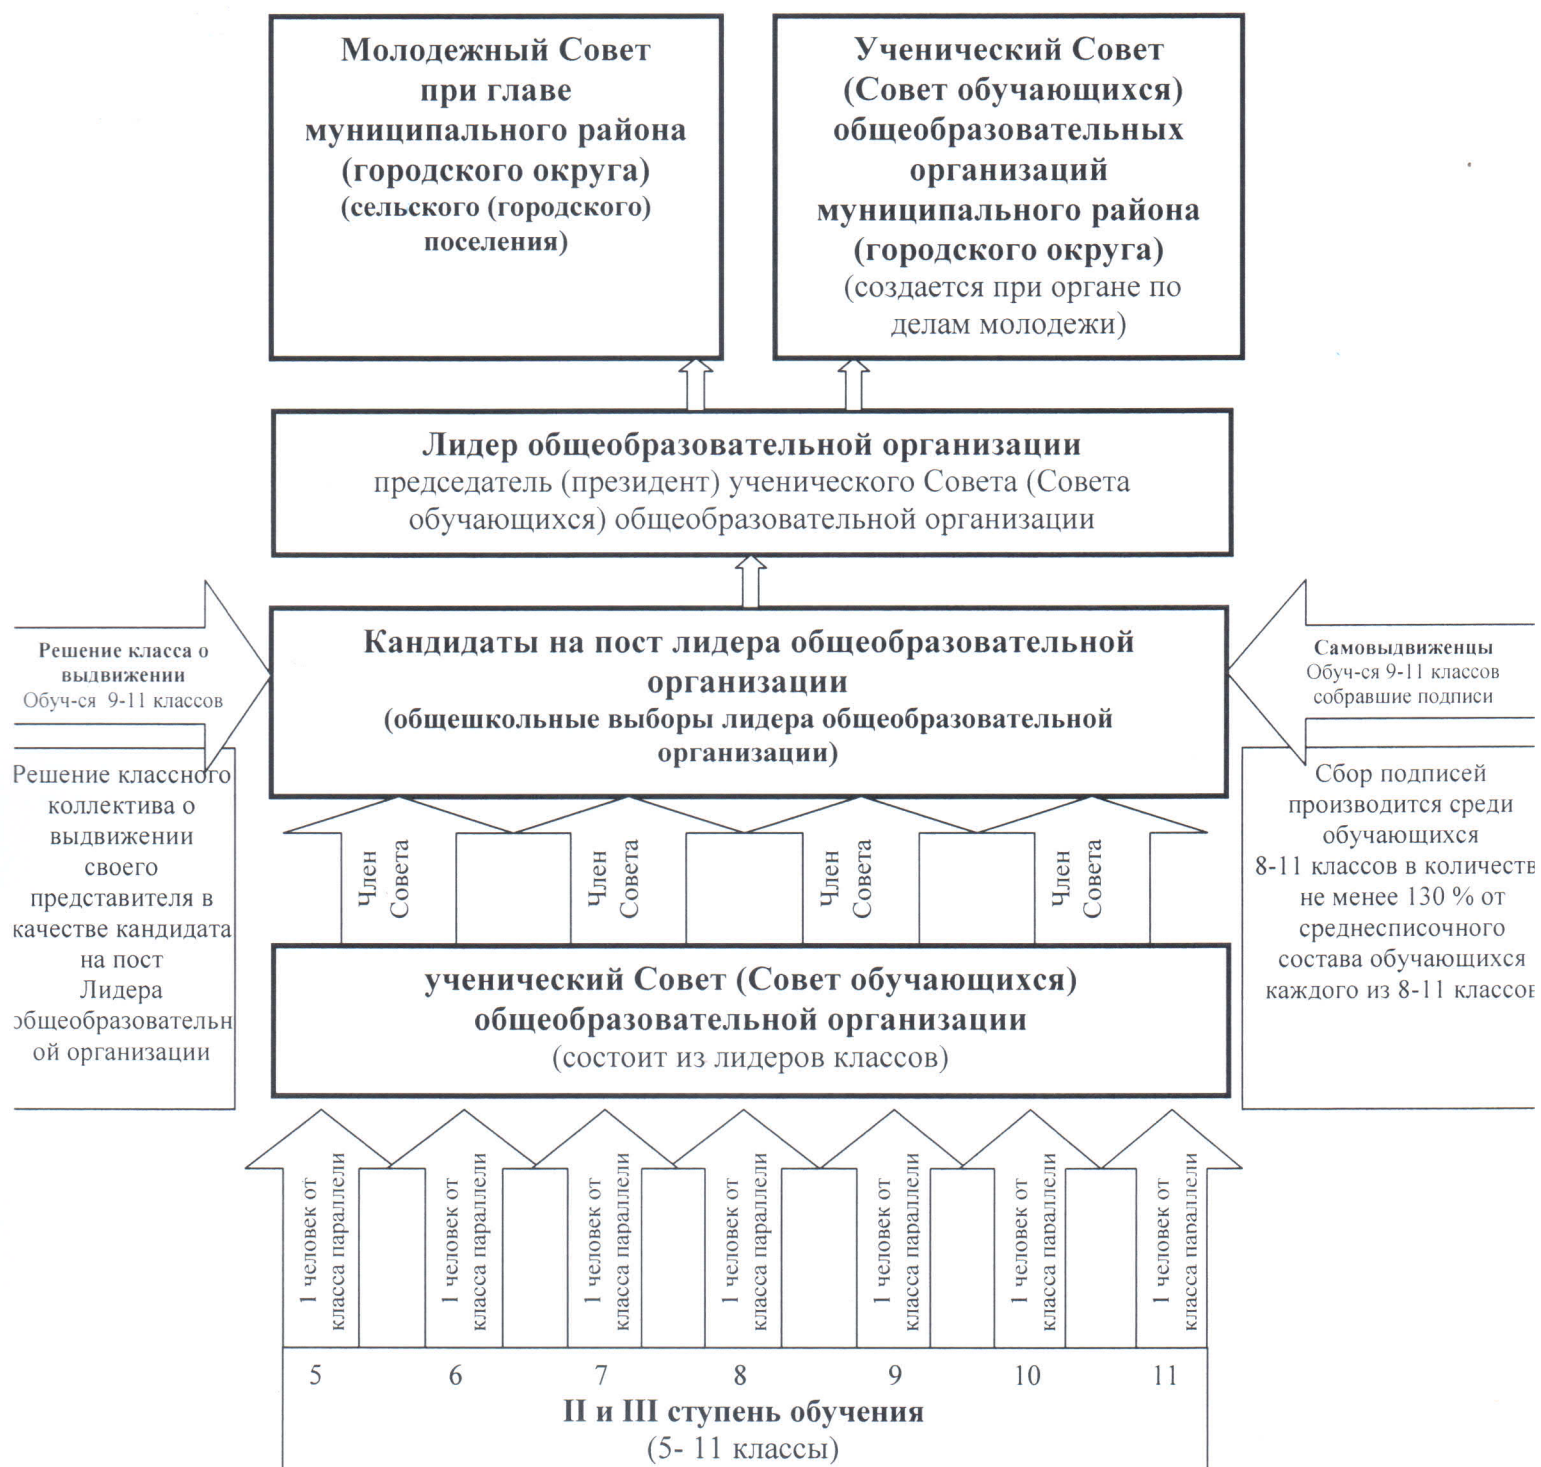 Молодежный Совет
при главе
муниципального района
(городского округа)
(сельского (городского)
поселения)
Ученический Совет
(Совет обучающихся)
общеобразовательных
организаций
муниципального района
(городского округа)
(создается при органе по
делам молодежи)
Лидер общеобразовательной организации
председатель (президент) ученического Совета (Совета
обучающихся) общеобразовательной организации
Решение класса о
выдвижении
Обуч-ся 9-11 классов
Кандидаты на пост лидера общеобразовательной
организации
(общешкольные выборы лидера общеобразовательной
организации)
Самовыдвиженцы
Обуч-ся 9-11 классов
собравшие подписи
Решение классного
коллектива о
выдвижении
своего
представителя в
качестве кандидата
на пост
Лидера
общеобразовательн
ой организации
Член
Совета
Член
Совета
Член
Совета
Член
Совета
Сбор подписей
производится среди
обучающихся
8-11 классов в количеств
не менее 130 % от
среднесписочного
состава обучающихся
каждого из 8-11 классов
ученический Совет (Совет обучающихся)
общеобразовательной организации
(состоит из лидеров классов)
1 человек от
класса параллели
1 человек от
класса параллели
1 человек от
класса параллели
1 человек от
класса параллели
1 человек от
класса параллели
1 человек от
класса параллели
1 человек от
класса параллели
5 6 7 8 9 10 11
II и III ступень обучения
(5- 11 классы)